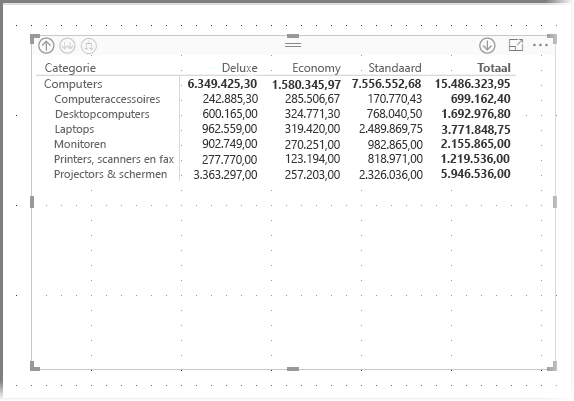 Categorie Deluxe Economy Standaard Totaal
Computers 6.349.425,30 1.580.345,97 7.556.552,68 15.486.323,95
Computeraccessoires 242.885,30 285.506,67 170.770,43 699.162,40
Desktopcomputers 600.165,00 324.771,30 768.040,50 1.692.976,80
Laptops 962.559,00 319.420,00 2.489.869,75 3.771.848,75
Monitoren 902.749,00 270.251,00 982.865,00 2.155.865,00
Printers, scanners en fax 277.770,00 123.194,00 818.971,00 1.219.536,00
Projectors & schermen 3.363.297,00 257.203,00 2.326.036,00 5.946.536,00